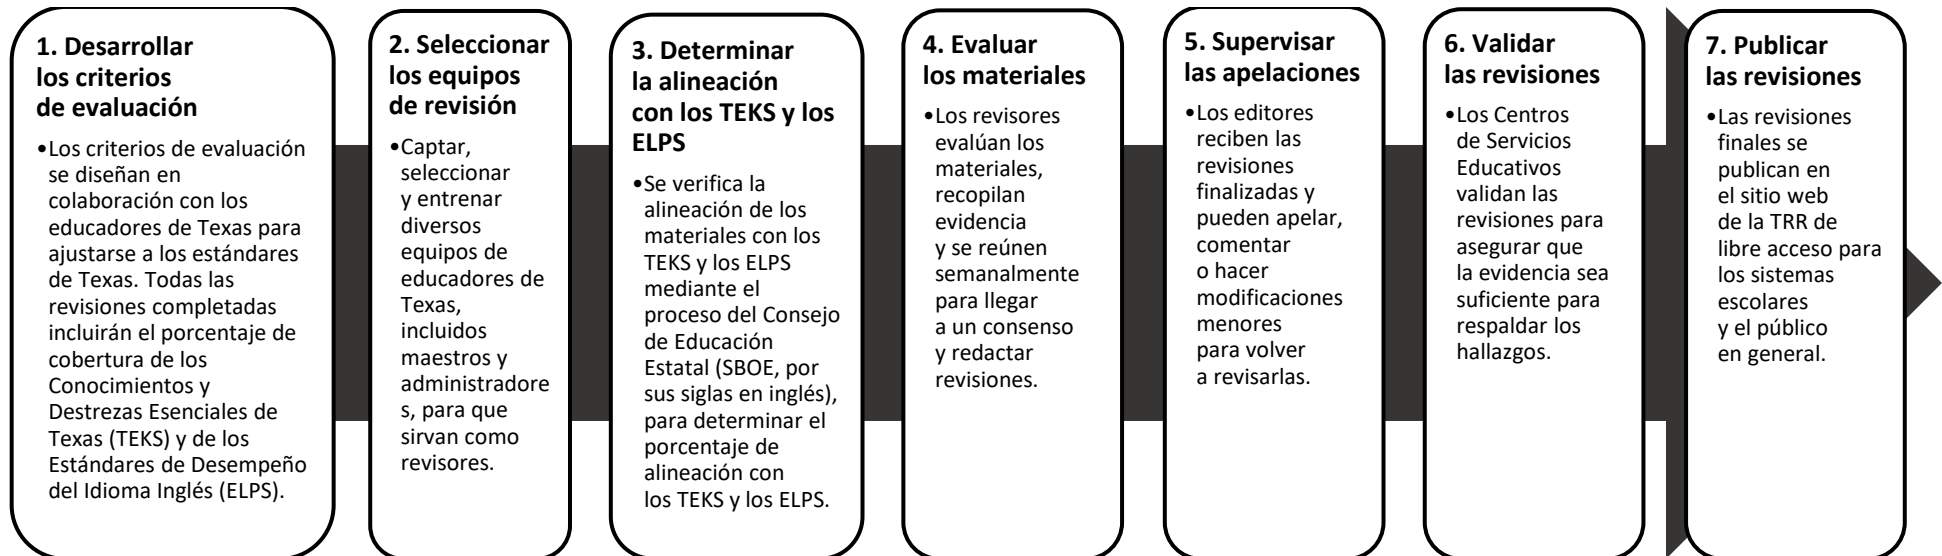 1. Desarrollar
los criterios
de evaluación
•Los criterios de evaluación
se diseñan en
colaboración con los
educadores de Texas para
ajustarse a los estándares
de Texas. Todas las
revisiones completadas
incluirán el porcentaje de
cobertura de los
Conocimientos y
Destrezas Esenciales de
Texas (TEKS) y de los
Estándares de Desempeño
del Idioma Inglés (ELPS).
2. Seleccionar
los equipos
de revisión
•Captar,
seleccionar
y entrenar
diversos
equipos de
educadores de
Texas,
incluidos
maestros y
administradore
s, para que
sirvan como
revisores.
3. Determinar
la alineación
con los TEKS y los
ELPS
•Se verifica la
alineación de los
materiales con los
TEKS y los ELPS
mediante el
proceso del Consejo
de Educación
Estatal (SBOE, por
sus siglas en inglés),
para determinar el
porcentaje de
alineación con
los TEKS y los ELPS.
4. Evaluar
los materiales
•Los revisores
evalúan los
materiales,
recopilan
evidencia
y se reúnen
semanalmente
para llegar
a un consenso
y redactar
revisiones.
5. Supervisar
las apelaciones
•Los editores
reciben las
revisiones
finalizadas y
pueden apelar,
comentar
o hacer
modificaciones
menores
para volver
a revisarlas.
6. Validar
las revisiones
•Los Centros
de Servicios
Educativos
validan las
revisiones para
asegurar que
la evidencia sea
suficiente para
respaldar los
hallazgos.
7. Publicar
las revisiones
•Las revisiones
finales se
publican en
el sitio web
de la TRR de
libre acceso para
los sistemas
escolares
y el público
en general.